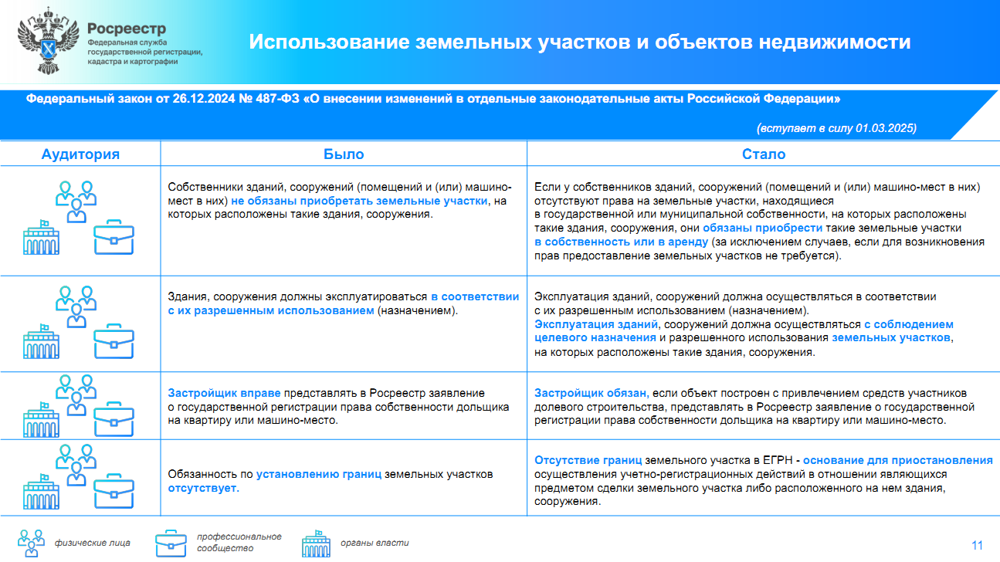 Росреестр
Федеральная служба
государственной регистрации,
кадастра и картографии
Использование земельных участков и объектов недвижимости
Федеральный закон от 26.12.2024 № 487-ФЗ «О внесении изменений в отдельные законодательные акты Российской Федерации»
(вступает в силу 01.03.2025)
Аудитория
Было
Стало
Собственники зданий, сооружений (помещений и (или) машино-
мест в них) не обязаны приобретать земельные участки, на
которых расположены такие здания, сооружения.
Если у собственников зданий, сооружений (помещений и (или) машино-мест в них)
отсутствуют права на земельные участки, находящиеся
в государственной или муниципальной собственности, на которых расположены
такие здания, сооружения, они обязаны приобрести такие земельные участки
в собственность или в аренду (за исключением случаев, если для возникновения
прав предоставление земельных участков не требуется).
Здания, сооружения должны эксплуатироваться в соответствии
с их разрешенным использованием (назначением).
Эксплуатация зданий, сооружений должна осуществляться в соответствии
с их разрешенным использованием (назначением).
Эксплуатация зданий, сооружений должна осуществляться с соблюдением
целевого назначения и разрешенного использования земельных участков,
на которых расположены такие здания, сооружения.
Застройщик вправе представлять в Росреестр заявление
о государственной регистрации права собственности дольщика
на квартиру или машино-место.
Застройщик обязан, если объект построен с привлечением средств участников
долевого строительства, представлять в Росреестр заявление о государственной
регистрации права собственности дольщика на квартиру или машино-место.
Обязанность по установлению границ земельных участков
отсутствует.
Отсутствие границ земельного участка в ЕГРН - основание для приостановления
осуществления учетно-регистрационных действий в отношении являющихся
предметом сделки земельного участка либо расположенного на нем здания,
сооружения.
физические лица
профессиональное
сообщество
органы власти
11